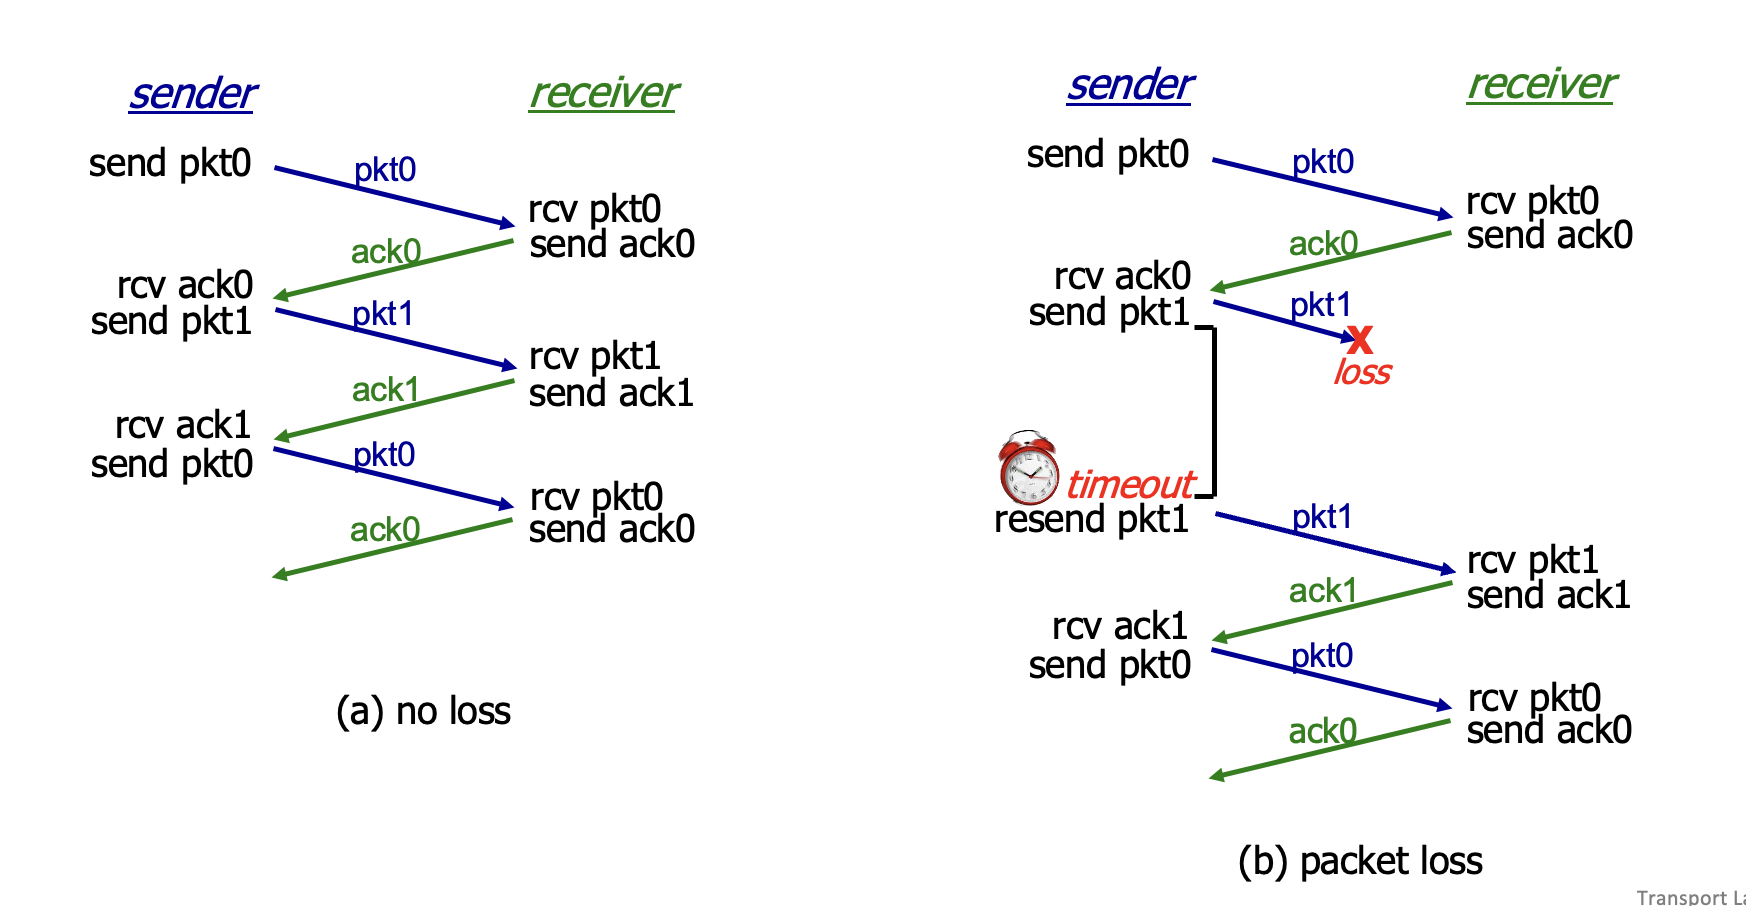 sender
receiver
send pkt0
pkt0
rcv pkt0
send ack0
ack0
rcv ack0
send pkt1
pkt1
rcv pkt1
send ack1
ack1
rcv ack1
send pkt0
pkt0
rcv pkt0
send ack0
ack0
(a) no loss
sender
receiver
send pkt0
pkt0
rcv pkt0
send ack0
ack0
rcv ack0
send pkt1
pkt1
X
loss
timeout
resend pkt1
pkt1
rcv pkt1
send ack1
ack1
rcv ack1
send pkt0
pkt0
rcv pkt0
send ack0
ack0
(b) packet loss
Transport La